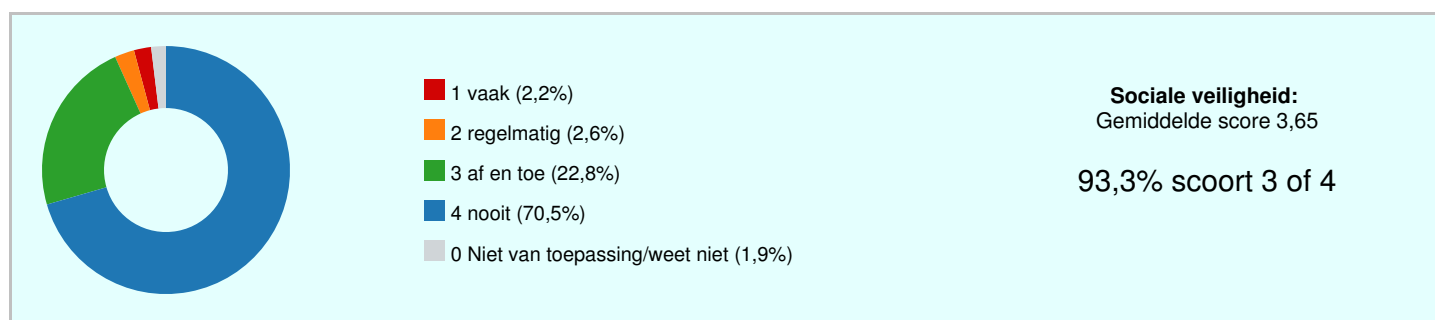 1 vaak (2,2%)
2 regelmatig (2,6%)
3 af en toe (22,8%)
4 nooit (70,5%)
0 Niet van toepassing/weet niet (1,9%)
Sociale veiligheid:
Gemiddelde score 3,65
93,3% scoort 3 of 4